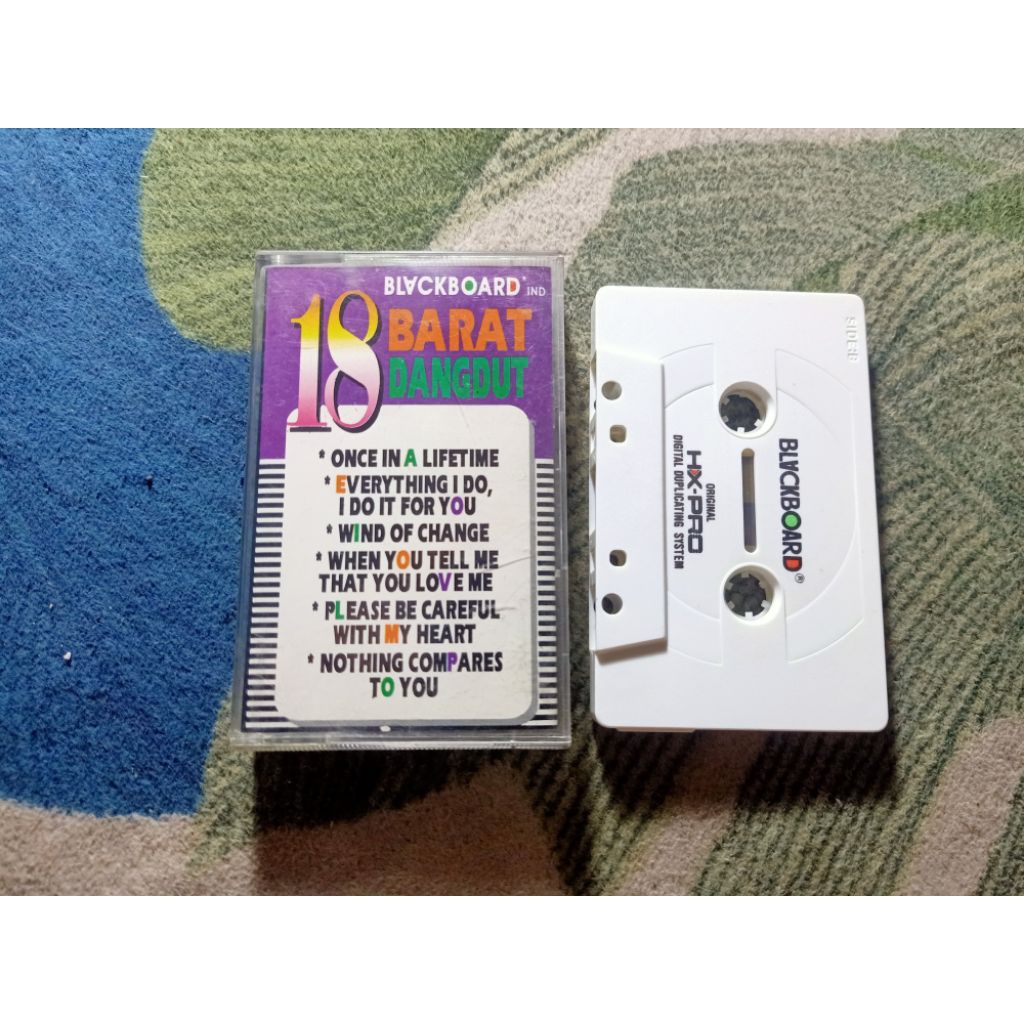 BLACKBOARD® IND
18 BARAT
DANGDUT
* ONCE IN A LIFETIME
* EVERYTHING I DO,
I DO IT FOR YOU
* WIND OF CHANGE
* WHEN YOU TELL ME
THAT YOU LOVE ME
* PLEASE BE CAREFUL
WITH MY HEART
* NOTHING COMPARES
TO YOU
SIDE:B
BLACKBOARD®
ORIGINAL
HX-PRO
DIGITAL DUPLICATING SYSTEM